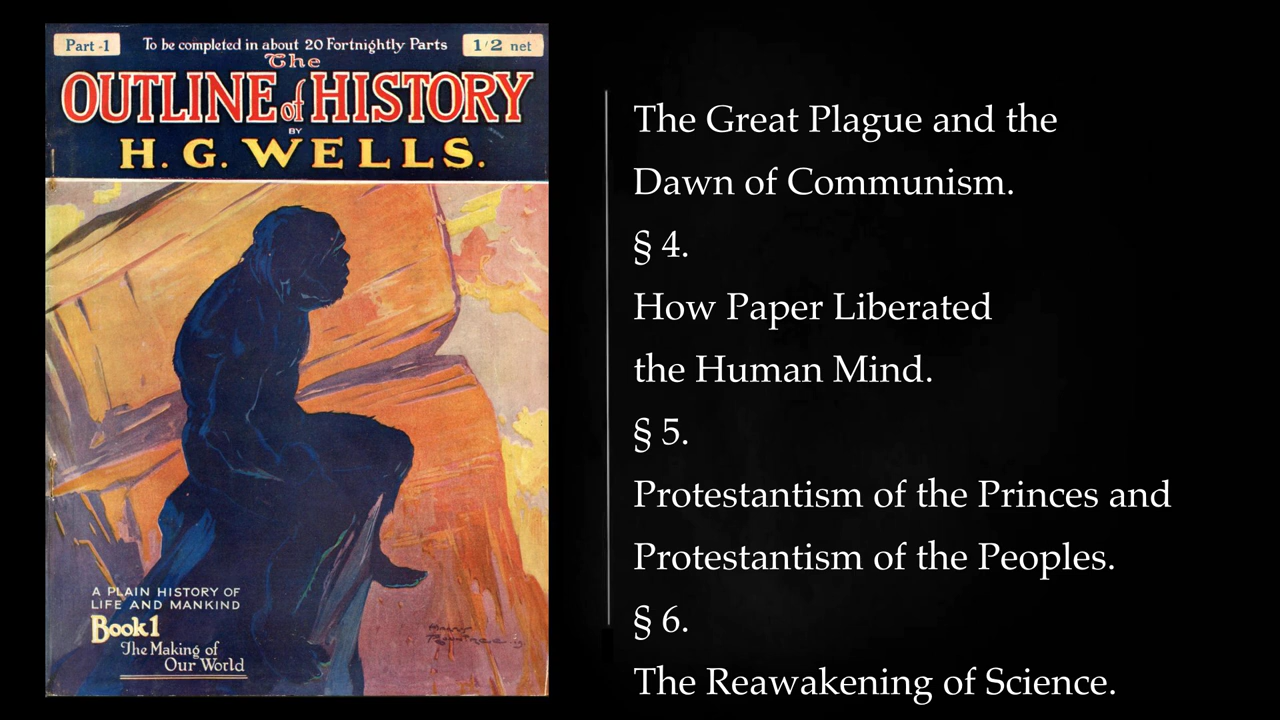 Part -1
To be completed in about 20 Fortnightly Parts
1/2 net
The
OUTLINE of HISTORY
BY
H. G. WELLS.
A PLAIN HISTORY OF
LIFE AND MANKIND
Book 1
The Making of
Our World
The Great Plague and the
Dawn of Communism.
§ 4.
How Paper Liberated
the Human Mind.
§ 5.
Protestantism of the Princes and
Protestantism of the Peoples.
§ 6.
The Reawakening of Science.